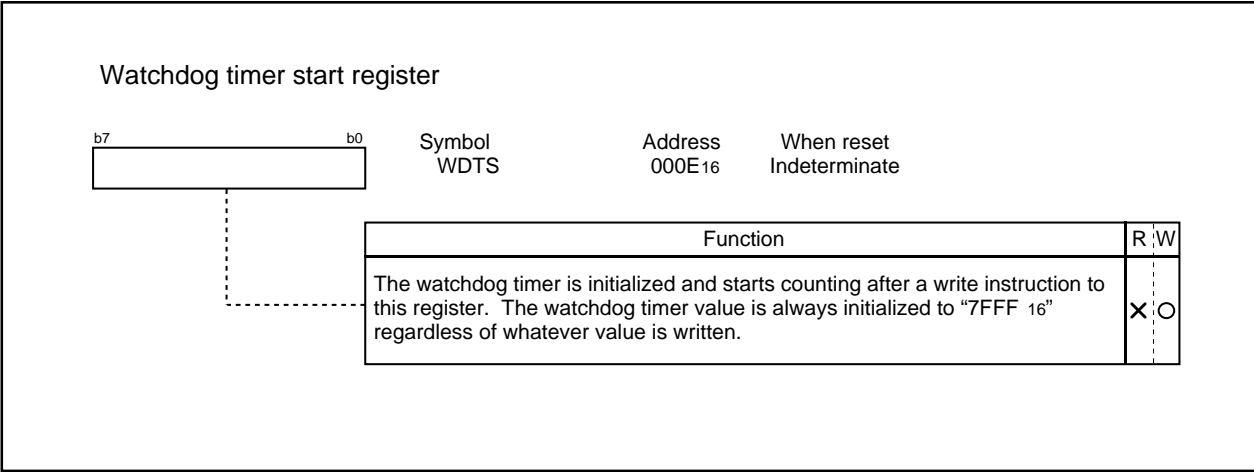 Watchdog timer start register
b7 b0 Symbol Address When reset
WDTS 000E16 Indeterminate
Function R W
The watchdog timer is initialized and starts counting after a write instruction to
this register. The watchdog timer value is always initialized to “7FFF 16”
regardless of whatever value is written.